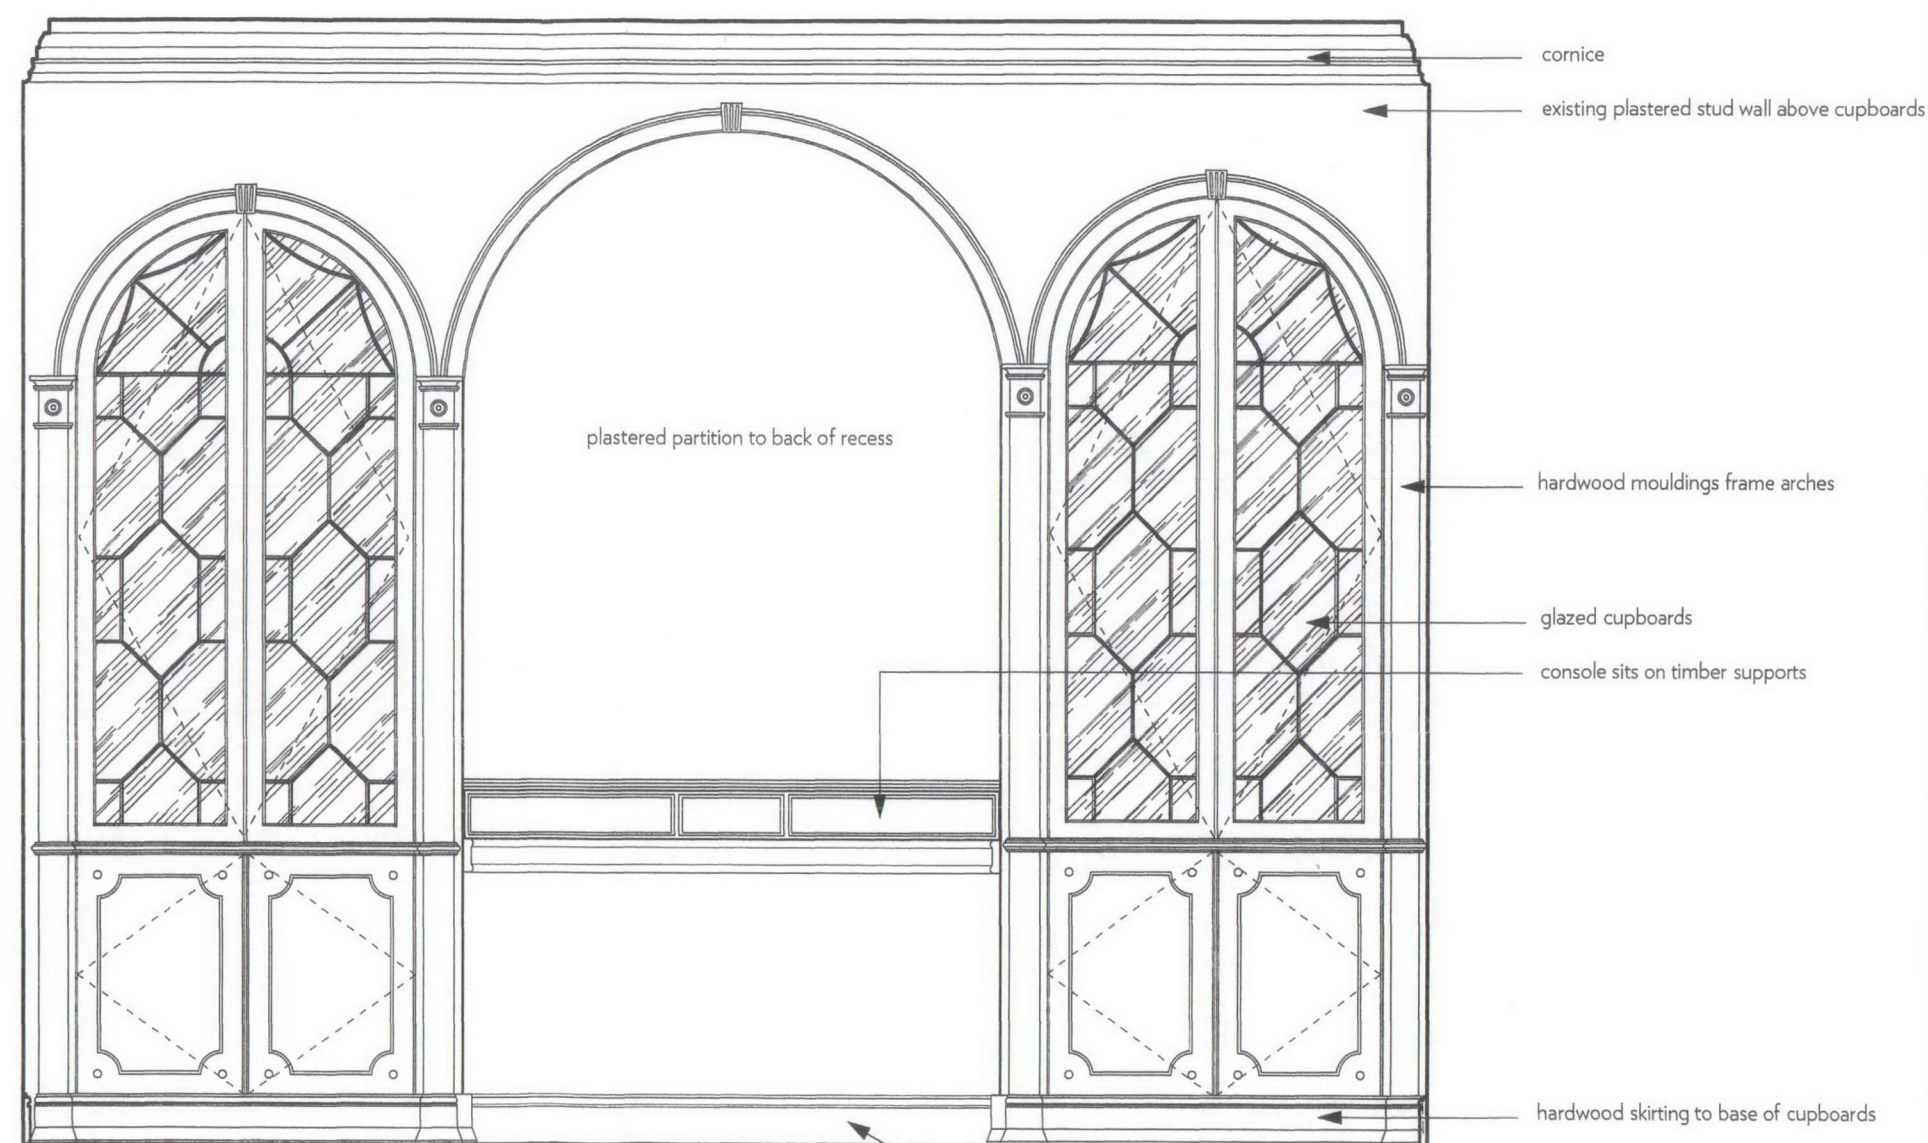 cornice
existing plastered stud wall above cupboards
plastered partition to back of recess
hardwood mouldings frame arches
glazed cupboards
console sits on timber supports
hardwood skirting to base of cupboards